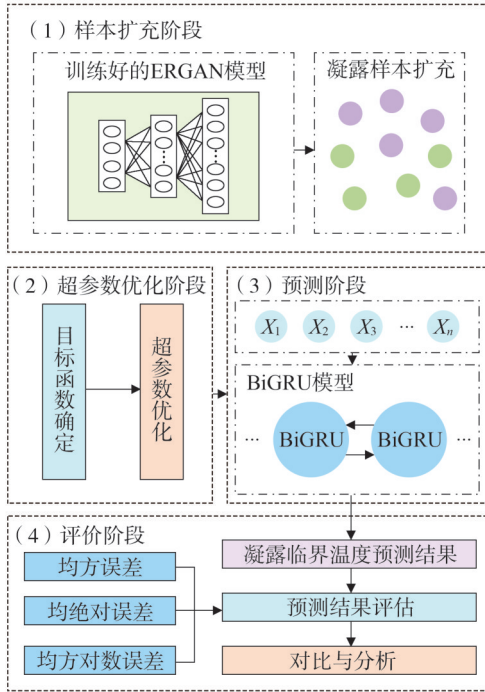 （1）样本扩充阶段
训练好的ERGAN模型
凝露样本扩充
（2）超参数优化阶段
目标函数确定
超参数优化
（3）预测阶段
X1 X2 X3 … Xn
BiGRU模型
… BiGRU BiGRU …
（4）评价阶段
均方误差
均绝对误差
均方对数误差
凝露临界温度预测结果
预测结果评估
对比与分析